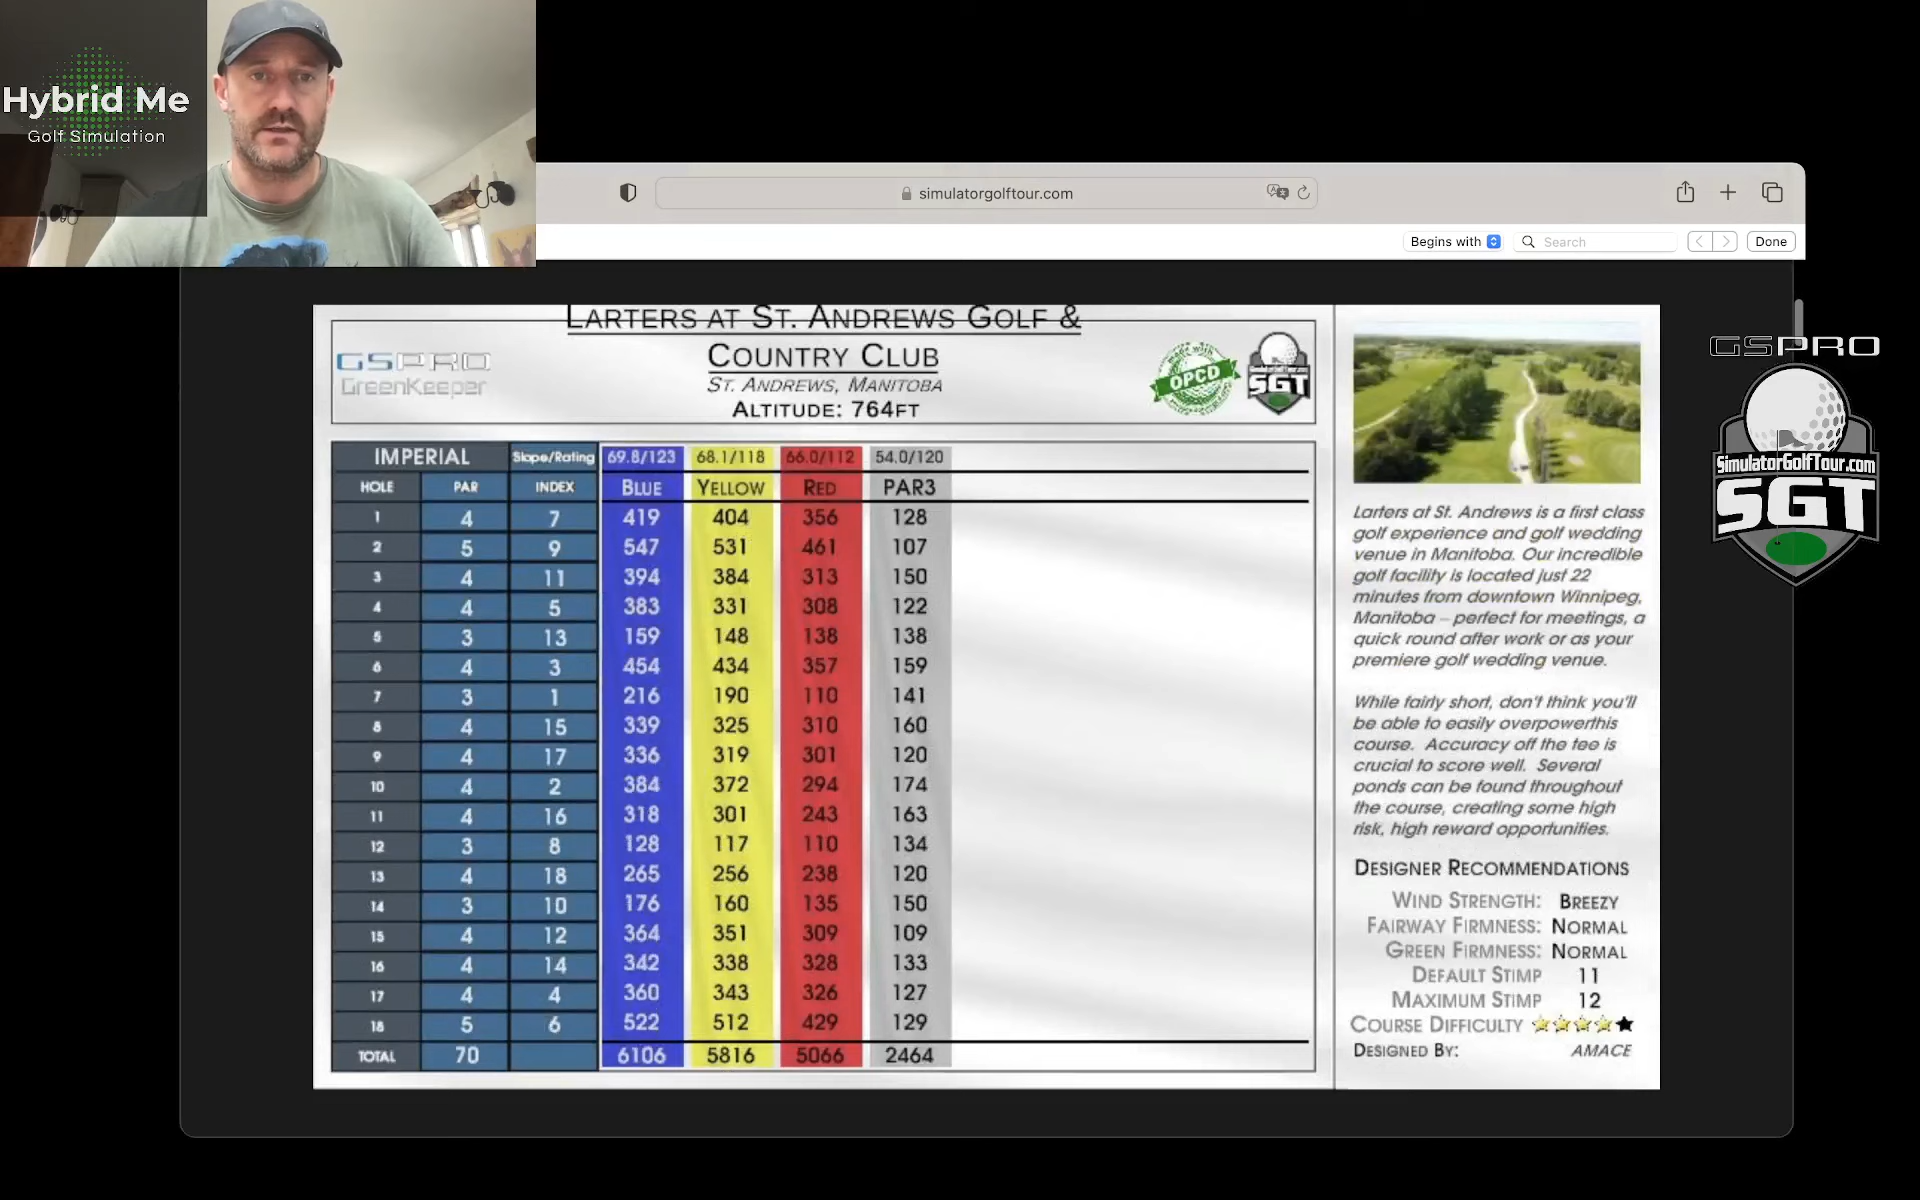 Hybrid Me
Golf Simulation
simulatorgolftour.com
Begins with
Search
Done
LARTERS AT ST. ANDREWS GOLF &
COUNTRY CLUB
ST. ANDREWS, MANITOBA
ALTITUDE: 764FT
GSPRO
GreenKeeper
made with
OPCD
SGT
IMPERIAL Slope/Rating 69.8/123 68.1/118 66.0/112 54.0/120
HOLE PAR INDEX BLUE YELLOW RED PAR3
1 4 7 419 404 356 128
2 5 9 547 531 461 107
3 4 11 394 384 313 150
4 4 5 383 331 308 122
5 3 13 159 148 138 138
6 4 3 454 434 357 159
7 3 1 216 190 110 141
8 4 15 339 325 310 160
9 4 17 336 319 301 120
10 4 2 384 372 294 174
11 4 16 318 301 243 163
12 3 8 128 117 110 134
13 4 18 265 256 238 120
14 3 10 176 160 135 150
15 4 12 364 351 309 109
16 4 14 342 338 328 133
17 4 4 360 343 326 127
18 5 6 522 512 429 129
TOTAL 70 6106 5816 5066 2464
Larters at St. Andrews is a first class
golf experience and golf wedding
venue in Manitoba. Our incredible
golf facility is located just 22
minutes from downtown Winnipeg,
Manitoba – perfect for meetings, a
quick round after work or as your
premiere golf wedding venue.
While fairly short, don't think you'll
be able to easily overpowerthis
course. Accuracy off the tee is
crucial to score well. Several
ponds can be found throughout
the course, creating some high
risk, high reward opportunities.
DESIGNER RECOMMENDATIONS
WIND STRENGTH: BREEZY
FAIRWAY FIRMNESS: NORMAL
GREEN FIRMNESS: NORMAL
DEFAULT STIMP 11
MAXIMUM STIMP 12
COURSE DIFFICULTY
DESIGNED BY: AMACE
GSPRO
SimulatorGolfTour.com
SGT